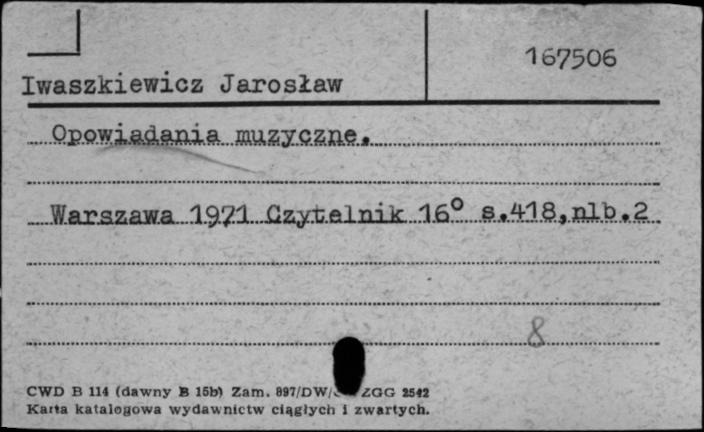 167506
Iwaszkiewicz Jarosław
Opowiadania muzyczne.
Warszawa 1971 Czytelnik 16° s.418,nlb.2
8
CWD B 114 (dawny B 15b) Zam. 897/DW/ ZGG 2542
Karta katalogowa wydawnictw ciągłych i zwartych.